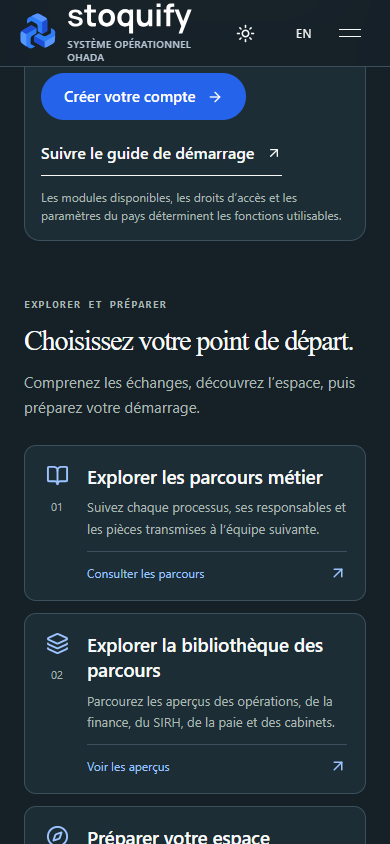 stoquify
SYSTÈME OPÉRATIONNEL
OHADA
EN
Créer votre compte
Suivre le guide de démarrage
Les modules disponibles, les droits d’accès et les
paramètres du pays déterminent les fonctions utilisables.
EXPLORER ET PRÉPARER
Choisissez votre point de départ.
Comprenez les échanges, découvrez l’espace, puis
préparez votre démarrage.
Explorer les parcours métier
01
Suivez chaque processus, ses responsables et
les pièces transmises à l’équipe suivante.
Consulter les parcours
Explorer la bibliothèque des
parcours
02
Parcourez les aperçus des opérations, de la
finance, du SIRH, de la paie et des cabinets.
Voir les aperçus
Préparer votre espace